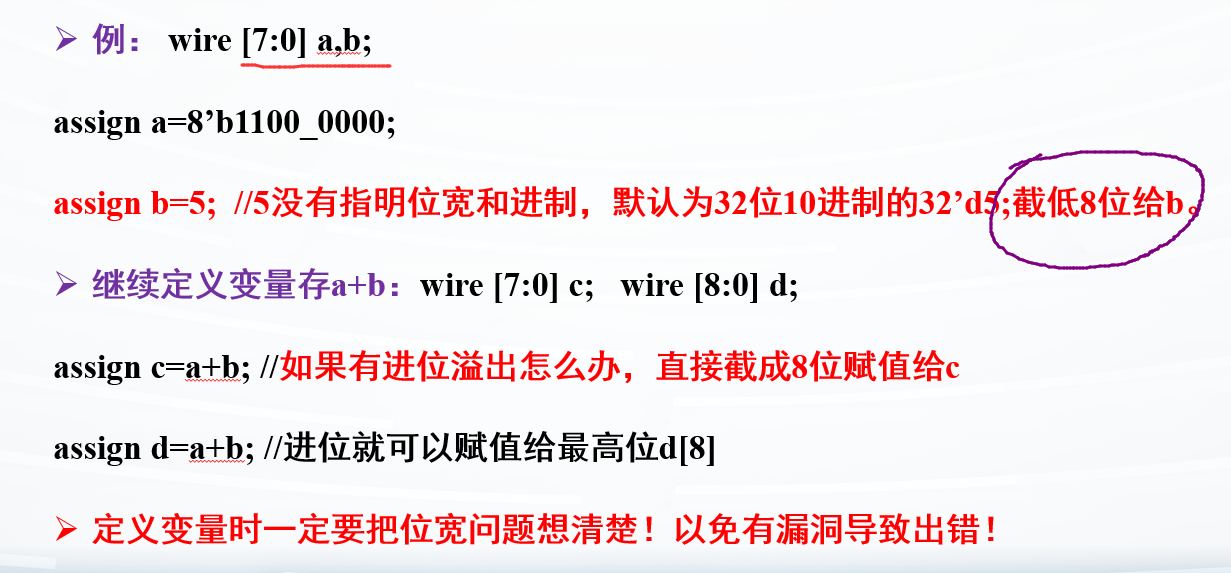 ➢ 例： wire [7:0] a,b;
assign a=8’b1100_0000;
assign b=5; //5没有指明位宽和进制，默认为32位10进制的32’d5;截低8位给b。
➢ 继续定义变量存a+b：wire [7:0] c; wire [8:0] d;
assign c=a+b; //如果有进位溢出怎么办，直接截成8位赋值给c
assign d=a+b; //进位就可以赋值给最高位d[8]
➢ 定义变量时一定要把位宽问题想清楚！以免有漏洞导致出错！